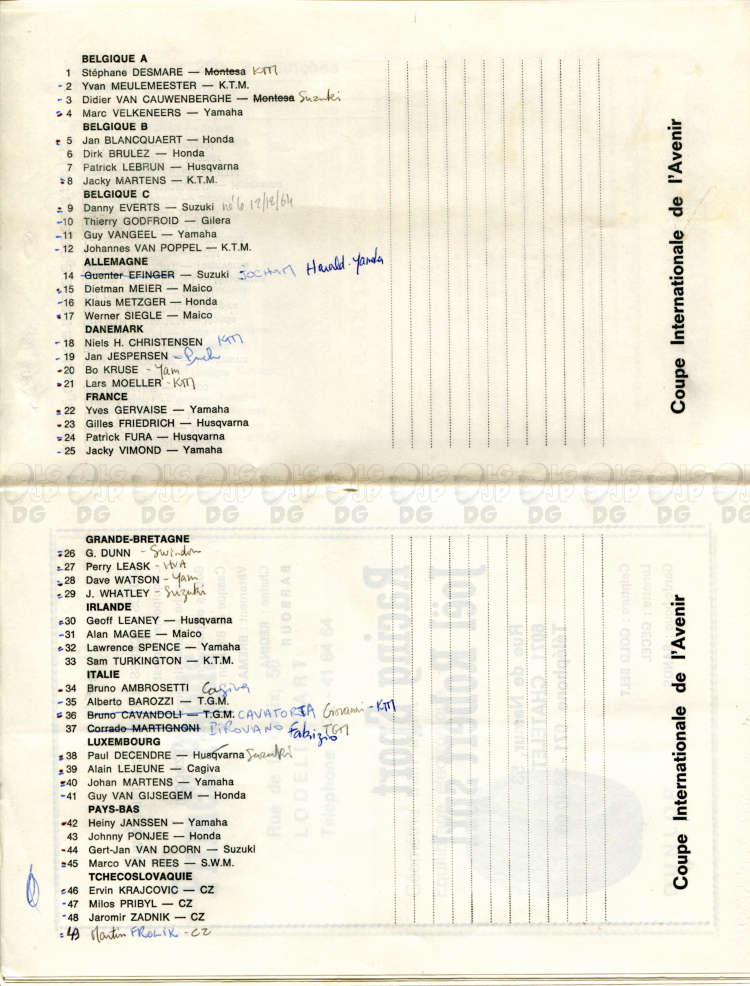 BELGIQUE A
1 Stéphane DESMARE — Montesa KTM
- 2 Yvan MEULEMEESTER — K.T.M.
- 3 Didier VAN CAUWENBERGHE — Montesa Suzuki
- 4 Marc VELKENEERS — Yamaha
BELGIQUE B
- 5 Jan BLANCQUAERT — Honda
6 Dirk BRULEZ — Honda
7 Patrick LEBRUN — Husqvarna
- 8 Jacky MARTENS — K.T.M.
BELGIQUE C
- 9 Danny EVERTS — Suzuki né le 12/12/64
- 10 Thierry GODFROID — Gilera
- 11 Guy VANGEEL — Yamaha
- 12 Johannes VAN POPPEL — K.T.M.
ALLEMAGNE
14 Guenter EFINGER — Suzuki JOCHAM Harald - Yamaha
- 15 Dietman MEIER — Maico
- 16 Klaus METZGER — Honda
- 17 Werner SIEGLE — Maico
DANEMARK
- 18 Niels H. CHRISTENSEN KTM
- 19 Jan JESPERSEN - Puch
- 20 Bo KRUSE - Yam
- 21 Lars MOELLER - KTM
FRANCE
- 22 Yves GERVAISE — Yamaha
- 23 Gilles FRIEDRICH — Husqvarna
- 24 Patrick FURA — Husqvarna
- 25 Jacky VIMOND — Yamaha
Coupe Internationale de l'Avenir
GRANDE-BRETAGNE
- 26 G. DUNN - Swindon
- 27 Perry LEASK - HVA
- 28 Dave WATSON - Yam
- 29 J. WHATLEY - Suzuki
IRLANDE
- 30 Geoff LEANEY — Husqvarna
- 31 Alan MAGEE — Maico
- 32 Lawrence SPENCE — Yamaha
33 Sam TURKINGTON — K.T.M.
ITALIE
- 34 Bruno AMBROSETTI Cagiva
- 35 Alberto BAROZZI — T.G.M.
- 36 Bruno CAVANDOLI — T.G.M. CAVATORTA Giovanni - KTM
37 Corrado MARTIGNONI PIROVANO Fabrizio TGM
LUXEMBOURG
- 38 Paul DECENDRE — Husqvarna Suzuki
- 39 Alain LEJEUNE — Cagiva
- 40 Johan MARTENS — Yamaha
- 41 Guy VAN GIJSEGEM — Honda
PAYS-BAS
- 42 Heiny JANSSEN — Yamaha
43 Johnny PONJEE — Honda
- 44 Gert-Jan VAN DOORN — Suzuki
- 45 Marco VAN REES — S.W.M.
TCHECOSLOVAQUIE
- 46 Ervin KRAJCOVIC — CZ
- 47 Milos PRIBYL — CZ
- 48 Jaromir ZADNIK — CZ
- 49 Martin FROLIK - CZ
Coupe Internationale de l'Avenir